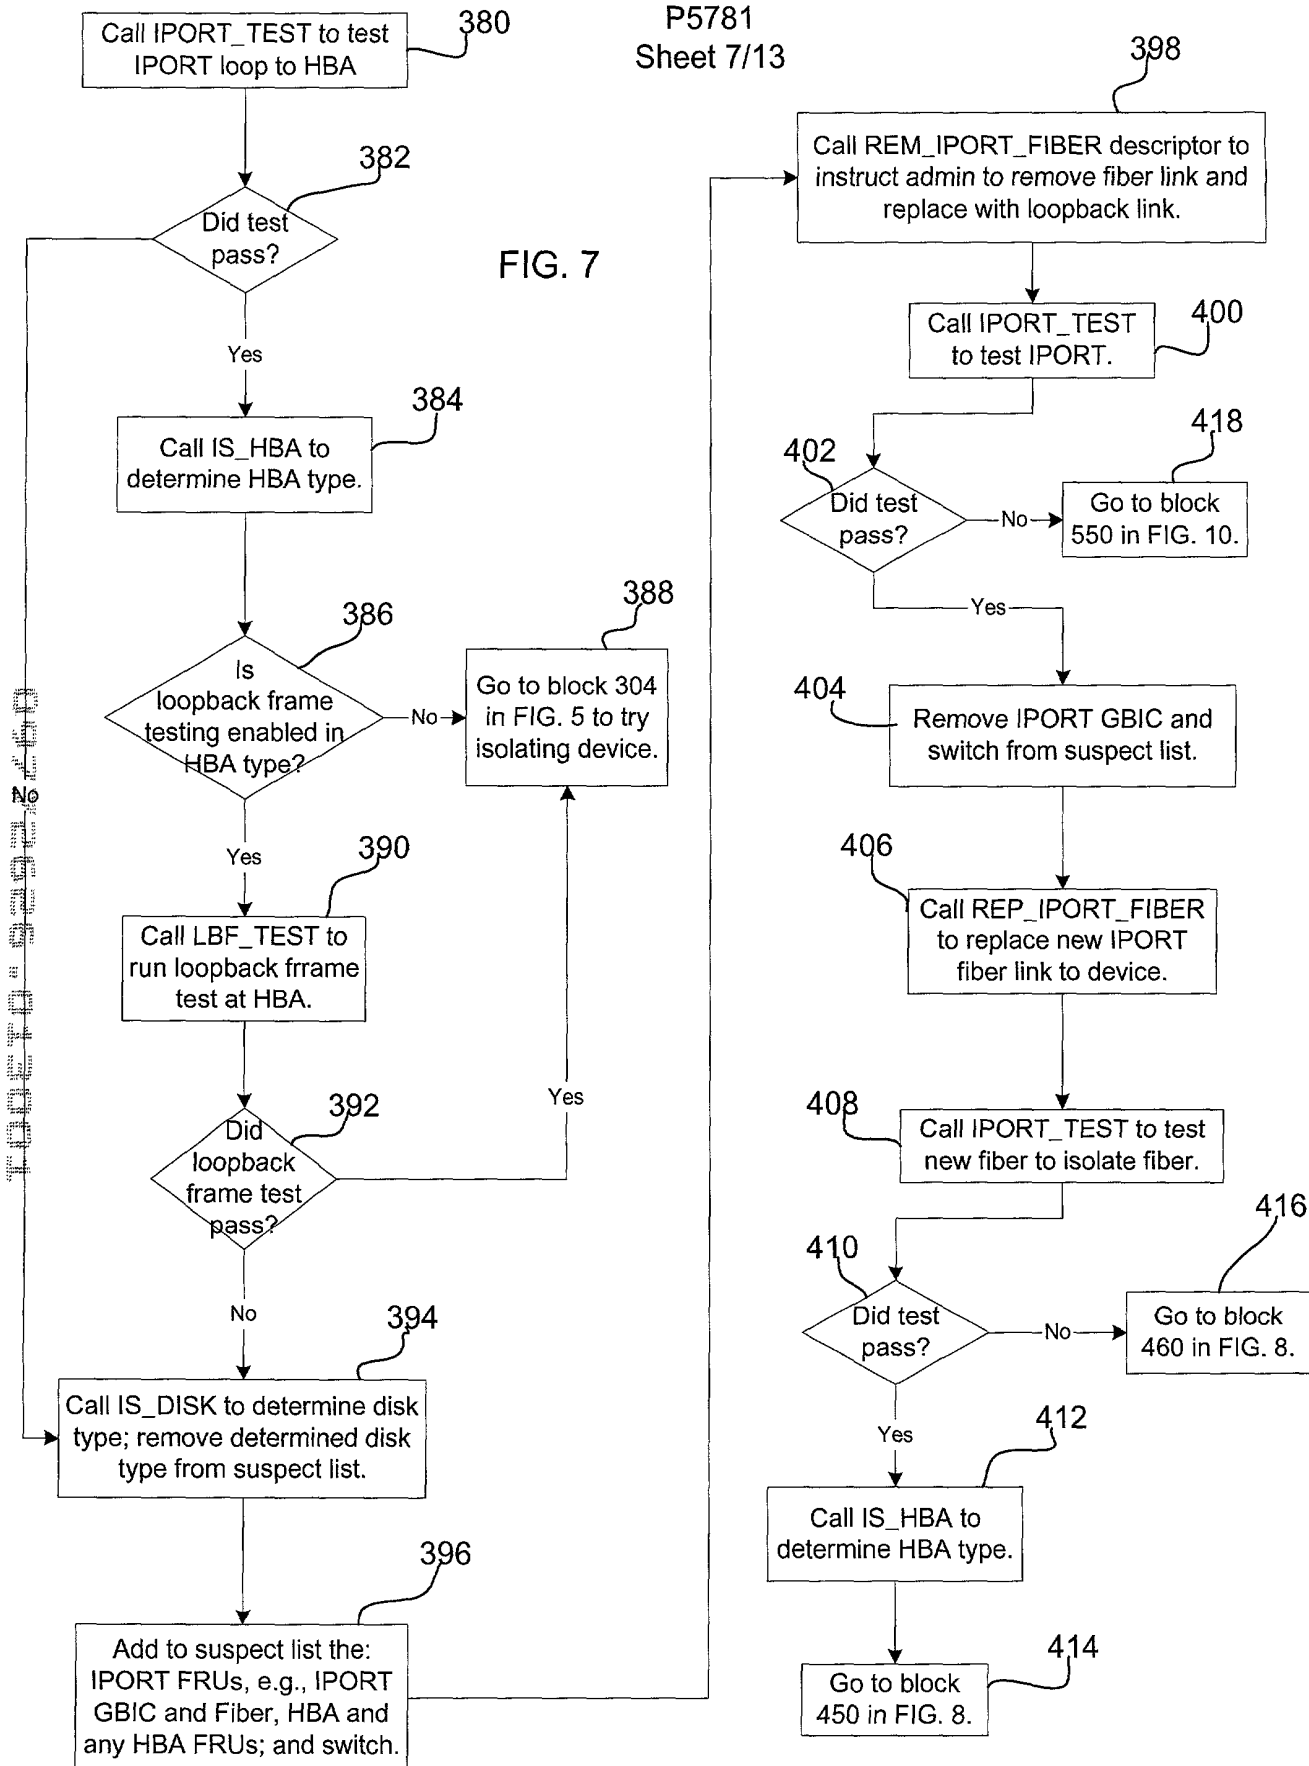 P5781
Sheet 7/13
FIG. 7
380
Call IPORT_TEST to test
IPORT loop to HBA
382
Did test
pass?
No
Yes
384
Call IS_HBA to
determine HBA type.
386
Is
loopback frame
testing enabled in
HBA type?
No
388
Go to block 304
in FIG. 5 to try
isolating device.
Yes
390
Call LBF_TEST to
run loopback frrame
test at HBA.
392
Did
loopback
frame test
pass?
Yes
No
394
Call IS_DISK to determine disk
type; remove determined disk
type from suspect list.
396
Add to suspect list the:
IPORT FRUs, e.g., IPORT
GBIC and Fiber, HBA and
any HBA FRUs; and switch.
398
Call REM_IPORT_FIBER descriptor to
instruct admin to remove fiber link and
replace with loopback link.
400
Call IPORT_TEST
to test IPORT.
402
Did test
pass?
No
418
Go to block
550 in FIG. 10.
Yes
404
Remove IPORT GBIC and
switch from suspect list.
406
Call REP_IPORT_FIBER
to replace new IPORT
fiber link to device.
408
Call IPORT_TEST to test
new fiber to isolate fiber.
410
Did test
pass?
No
416
Go to block
460 in FIG. 8.
Yes
412
Call IS_HBA to
determine HBA type.
414
Go to block
450 in FIG. 8.